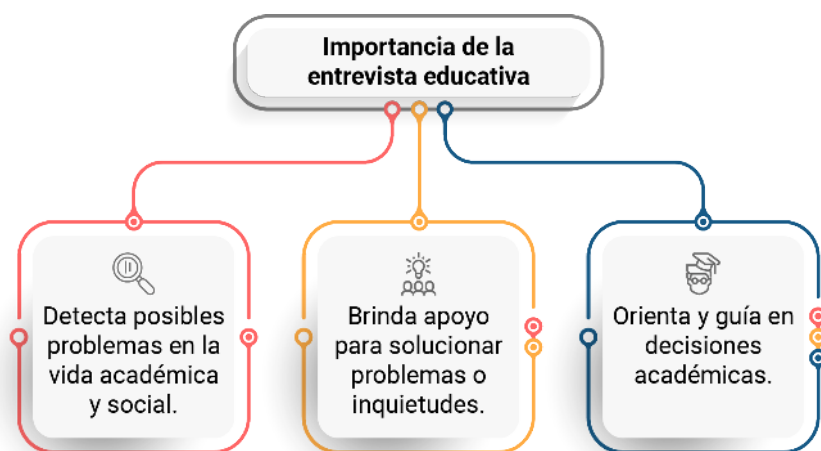 Importancia de la
entrevista educativa
Detecta posibles
problemas en la
vida académica
y social.
Brinda apoyo
para solucionar
problemas o
inquietudes.
Orienta y guía en
decisiones
académicas.